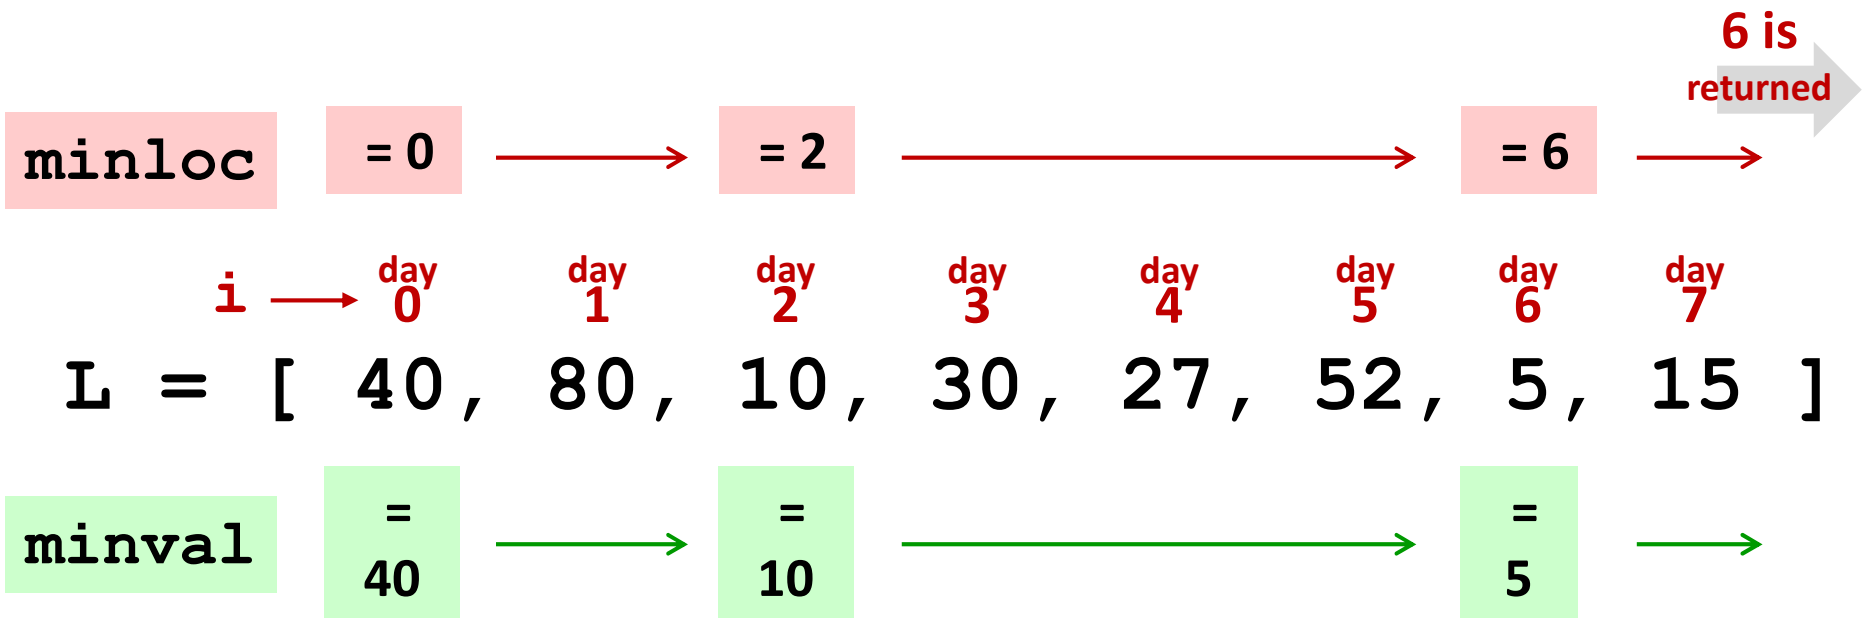 6 is
returned
minloc = 0 = 2 = 6
day day day day day day day day
i 0 1 2 3 4 5 6 7
L = [ 40, 80, 10, 30, 27, 52, 5, 15 ]
minval = = =
40 10 5